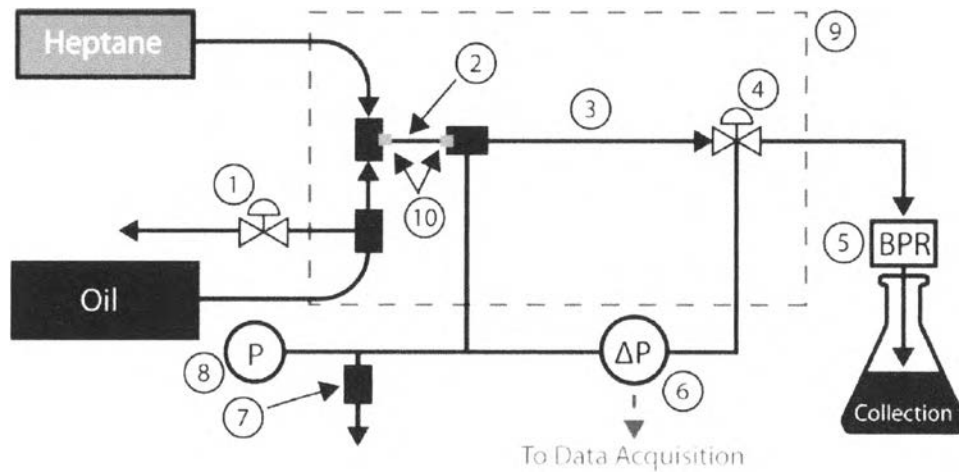 Heptane
9
2
4
3
1
10
5
BPR
Oil
P
ΔP
8
6
7
Collection
To Data Acquisition